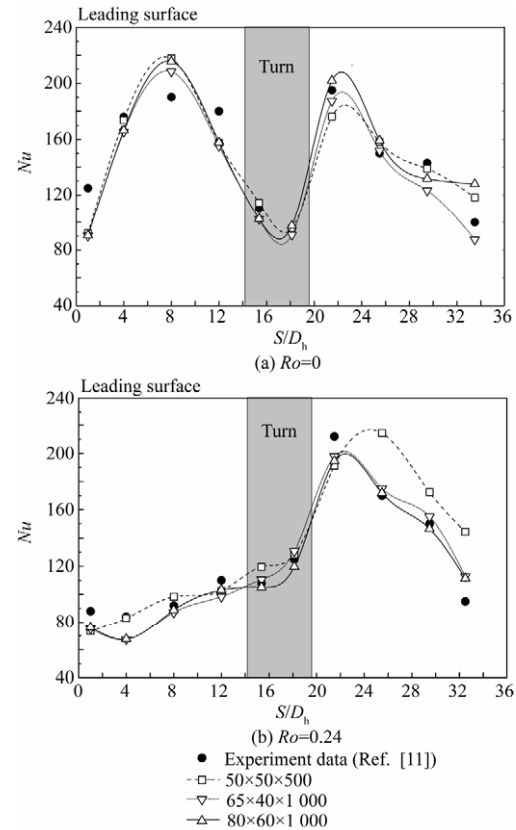 Leading surface
240
200
160
120
80
40
Nu
Turn
0 4 8 12 16 20 24 28 32 36
S/Dh
(a) Ro=0
Leading surface
240
200
160
120
80
40
Nu
Turn
0 4 8 12 16 20 24 28 32 36
S/Dh
(b) Ro=0.24
Experiment data (Ref. [11])
50×50×500
65×40×1 000
80×60×1 000